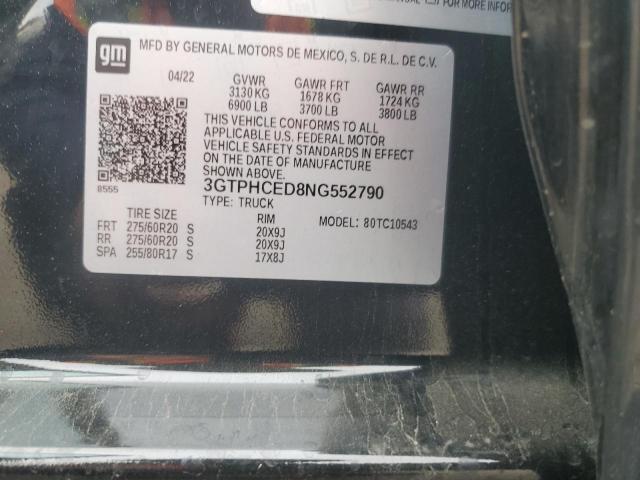 FOR MORE INFOR
gm
MFD BY GENERAL MOTORS DE MEXICO, S. DE R.L. DE C.V.
04/22 GVWR GAWR FRT GAWR RR
3130 KG 1678 KG 1724 KG
6900 LB 3700 LB 3800 LB
THIS VEHICLE CONFORMS TO ALL
APPLICABLE U.S. FEDERAL MOTOR
VEHICLE SAFETY STANDARDS IN EFFECT
ON THE DATE OF MANUFACTURE
SHOWN ABOVE.
8555 3GTPHCED8NG552790
TYPE: TRUCK
TIRE SIZE RIM MODEL: 80TC10543
FRT 275/60R20 S 20X9J
RR 275/60R20 S 20X9J
SPA 255/80R17 S 17X8J